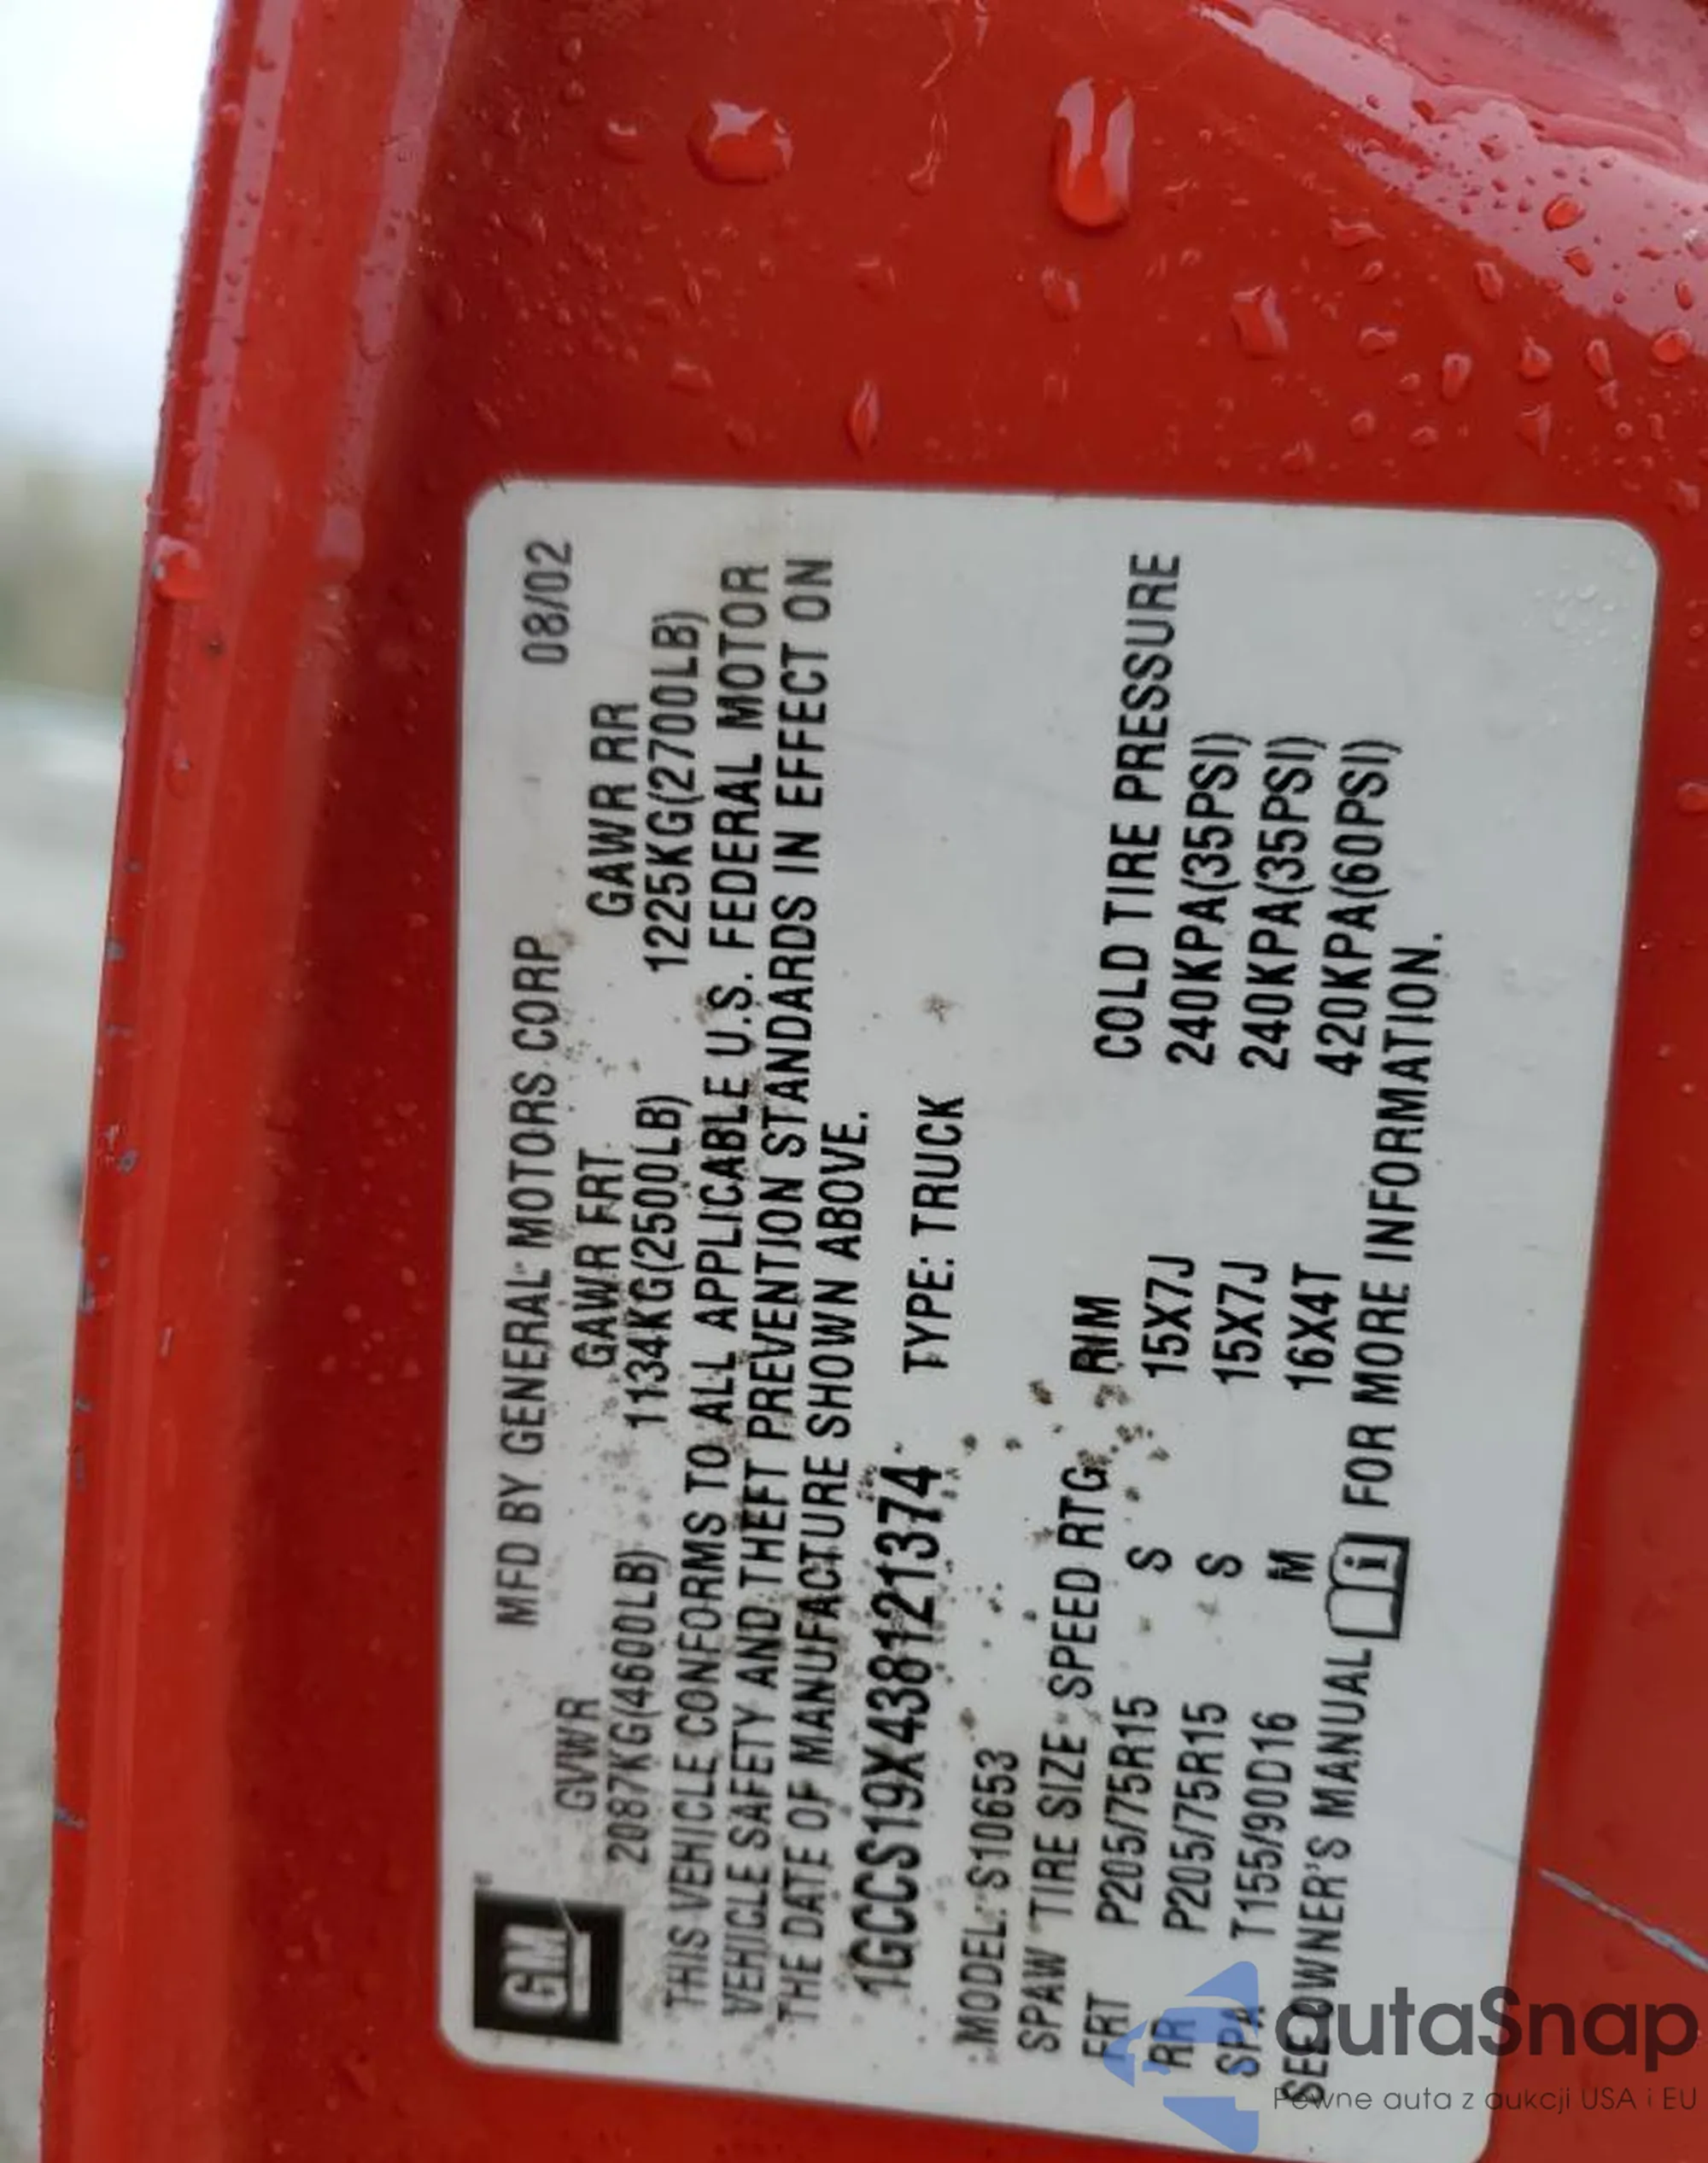 GM
MFD BY GENERAL MOTORS CORP 08/02
GVWR GAWR FRT GAWR RR
2087KG(4600LB) 1134KG(2500LB) 1225KG(2700LB)
THIS VEHICLE CONFORMS TO ALL APPLICABLE U.S. FEDERAL MOTOR
VEHICLE SAFETY AND THEFT PREVENTION STANDARDS IN EFFECT ON
THE DATE OF MANUFACTURE SHOWN ABOVE.
1GCCS19X438121374 TYPE: TRUCK
MODEL: S10653
SPAW TIRE SIZE SPEED RTG RIM COLD TIRE PRESSURE
FRT P205/75R15 S 15X7J 240KPA(35PSI)
RR P205/75R15 S 15X7J 240KPA(35PSI)
SPA T155/90D16 M 16X4T 420KPA(60PSI)
SEE OWNER'S MANUAL i FOR MORE INFORMATION.
autaSnap
Pewne auta z aukcji USA i EU